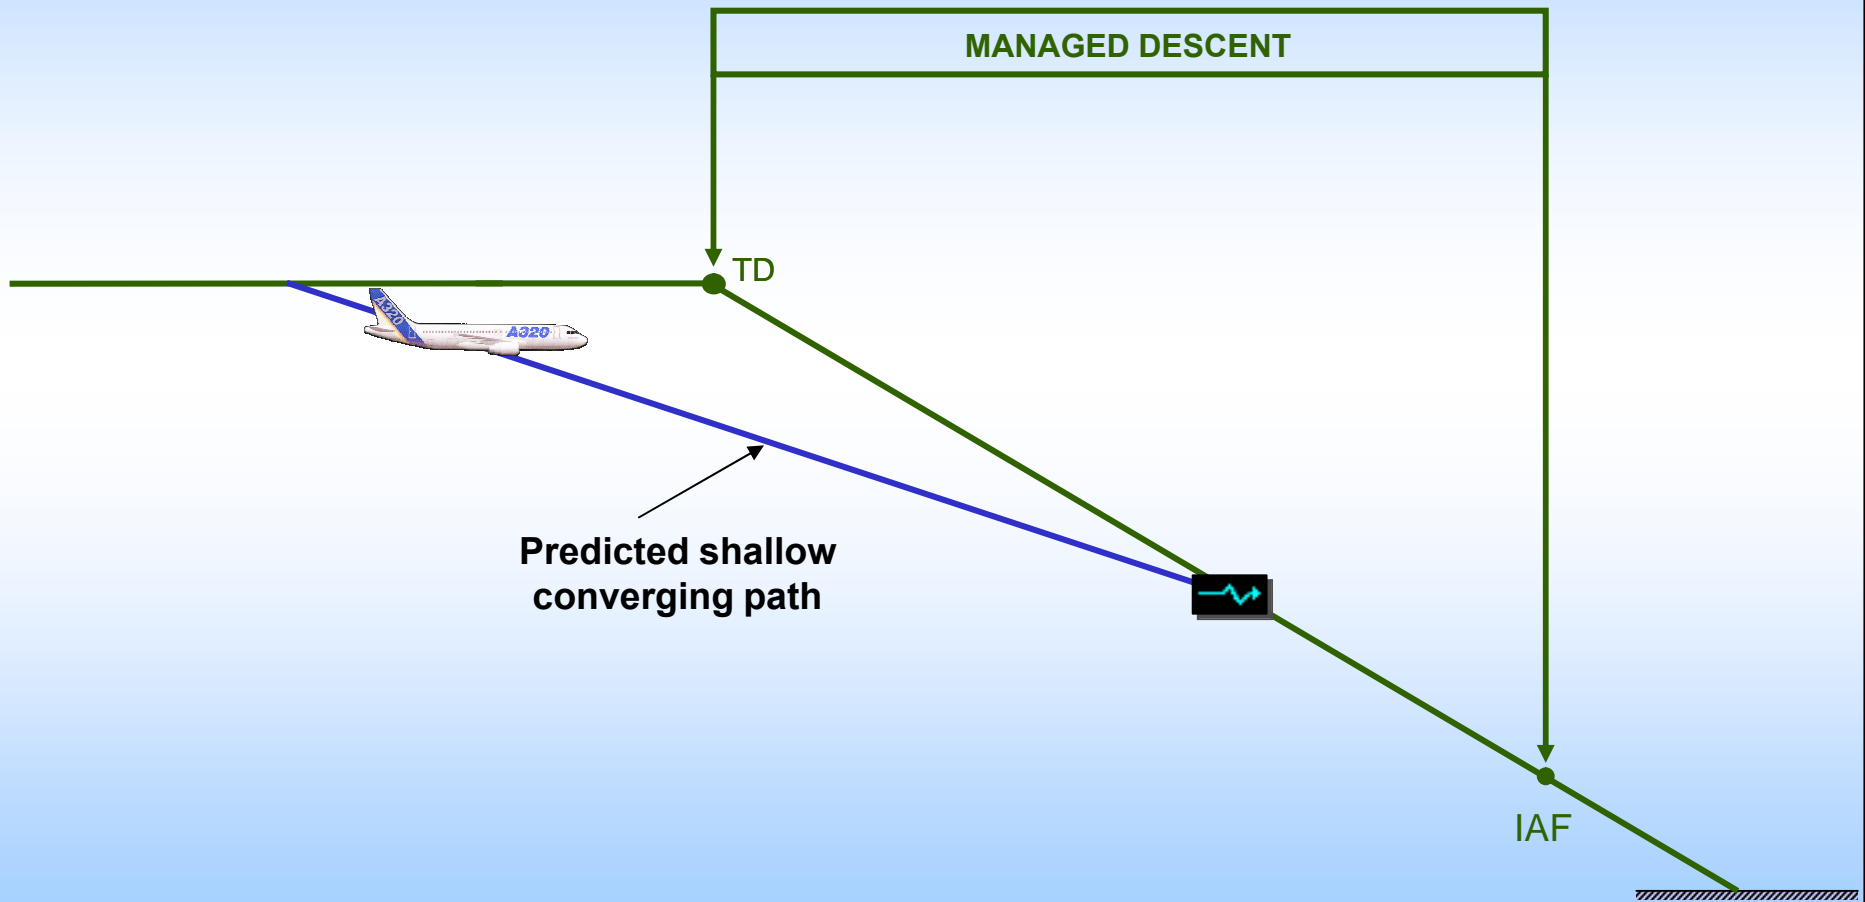 MANAGED DESCENT
TD
A320
A320
Predicted shallow
converging path
IAF